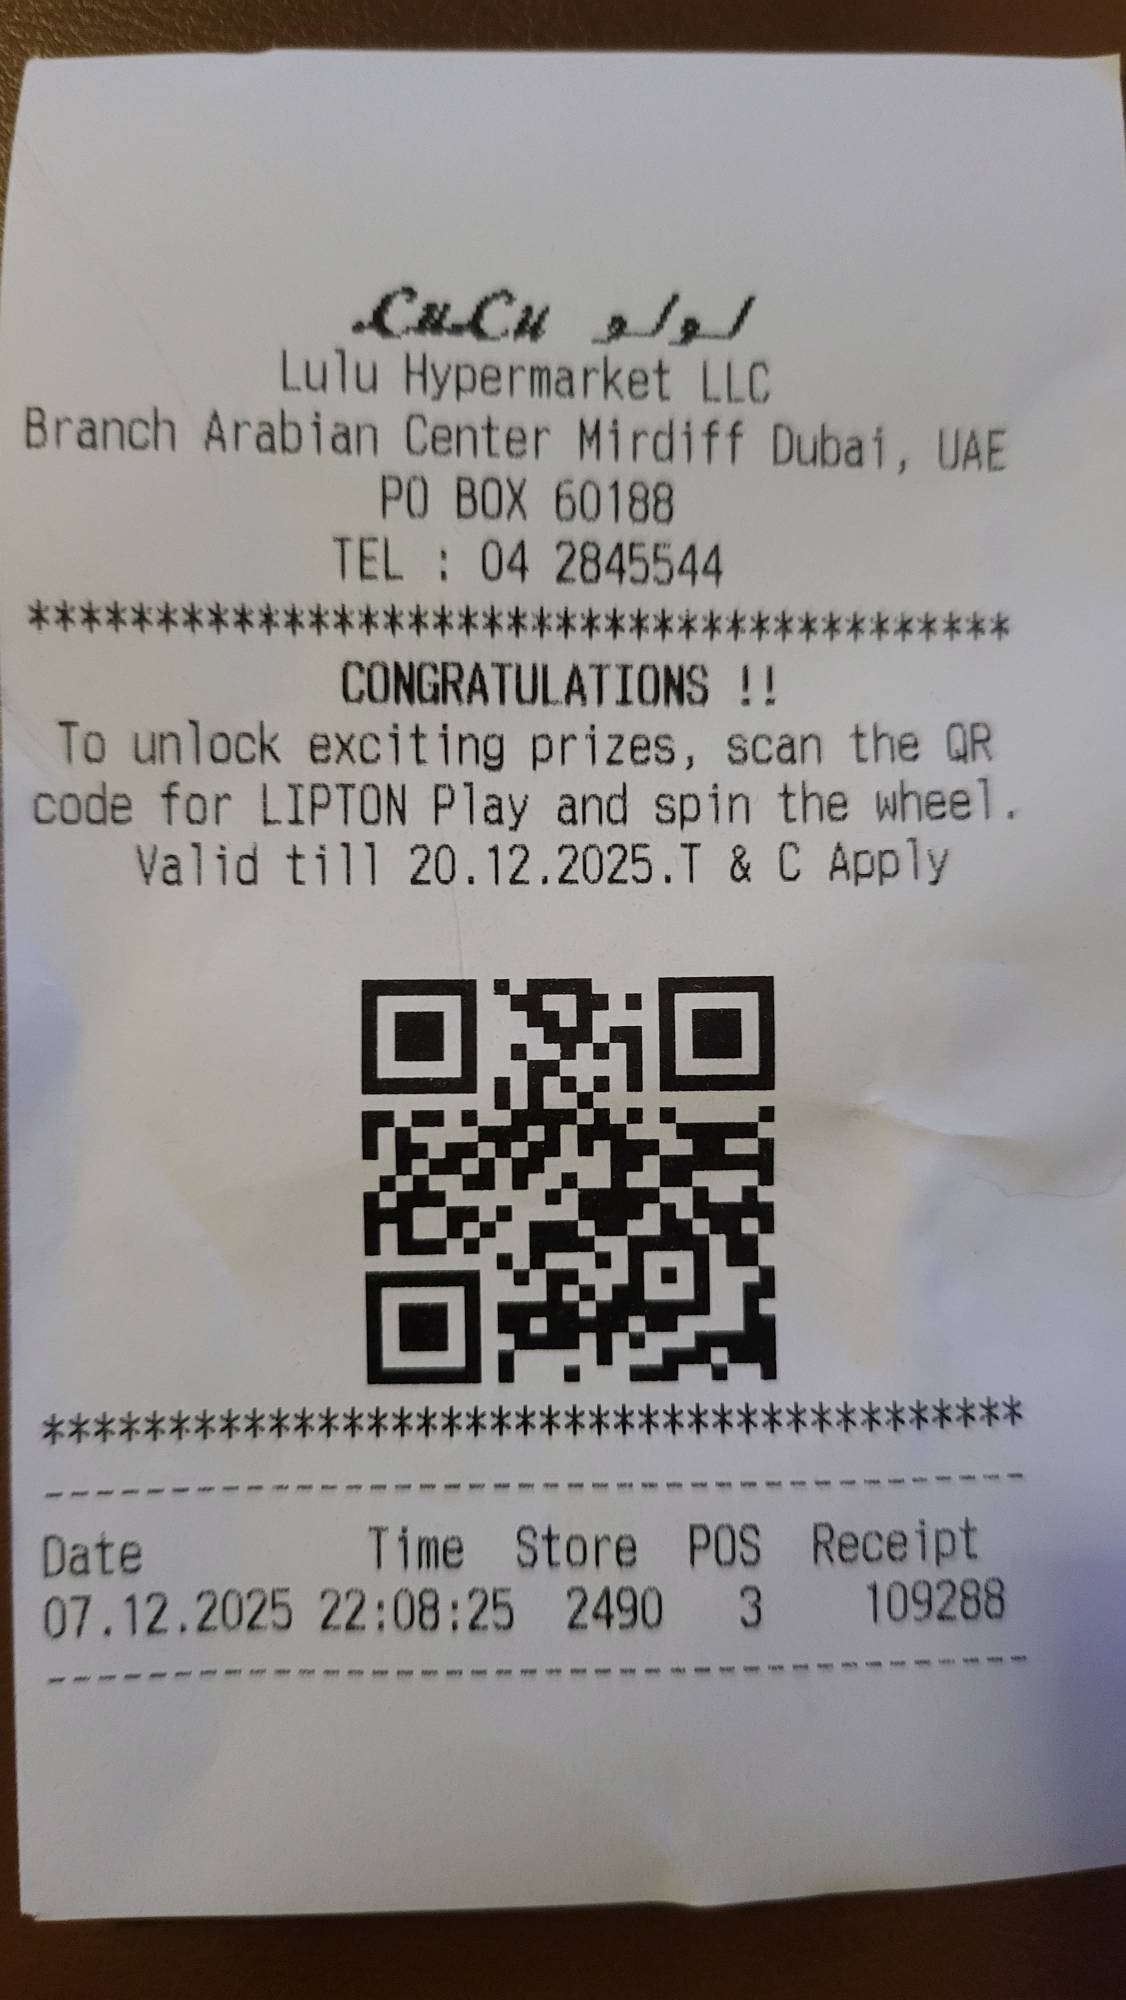 LuLu لولو
Lulu Hypermarket LLC
Branch Arabian Center Mirdiff Dubai, UAE
PO BOX 60188
TEL : 04 2845544
***************************************
CONGRATULATIONS !!
To unlock exciting prizes, scan the QR
code for LIPTON Play and spin the wheel.
Valid till 20.12.2025.T & C Apply
***************************************
---------------------------------------
Date Time Store POS Receipt
07.12.2025 22:08:25 2490 3 109288
---------------------------------------